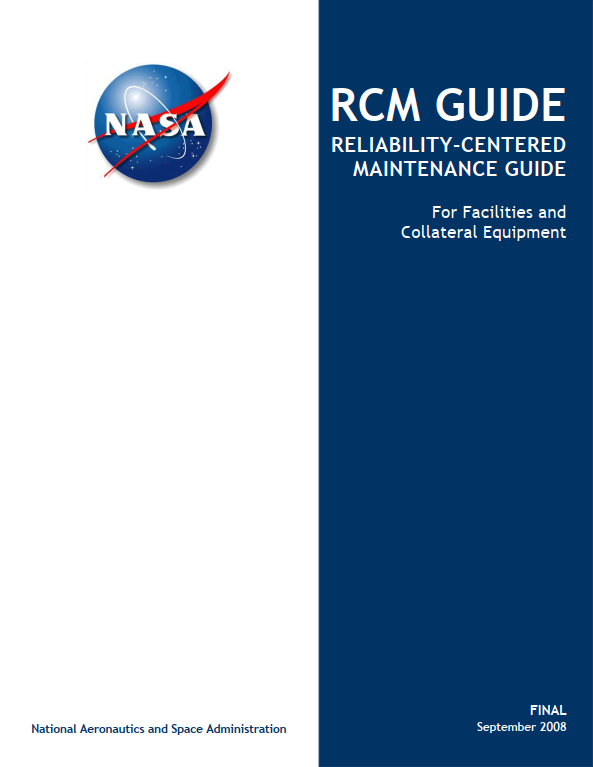 NASA
RCM GUIDE
RELIABILITY-CENTERED
MAINTENANCE GUIDE
For Facilities and
Collateral Equipment
National Aeronautics and Space Administration
FINAL
September 2008